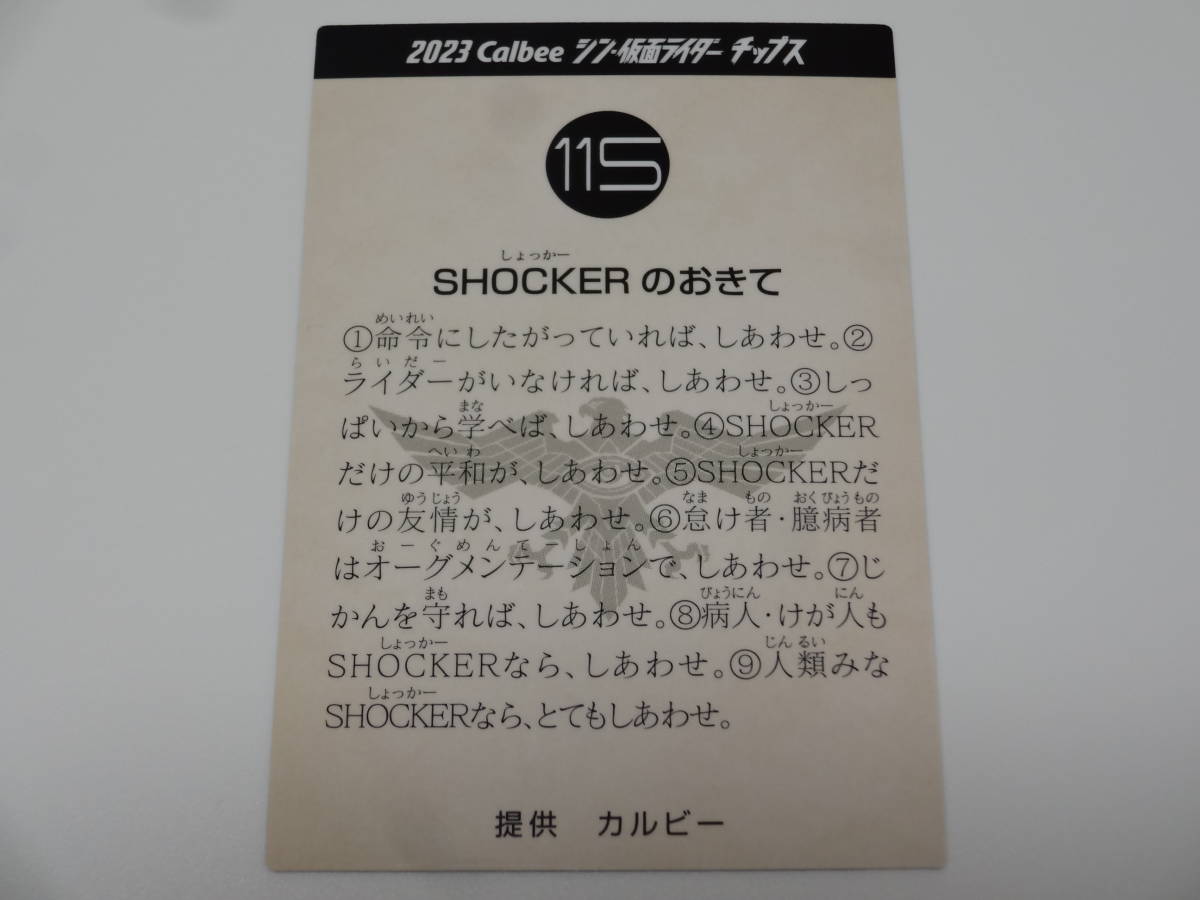 2023 Calbee シン・仮面ライダー チップス
115
しょっかー
SHOCKERのおきて
めいれい
①命令にしたがっていれば、しあわせ。②
らいだー
ライダーがいなければ、しあわせ。③しっ
まな しょっかー
ぱいから学べば、しあわせ。④SHOCKER
へいわ しょっかー
だけの平和が、しあわせ。⑤SHOCKERだ
ゆうじょう なま もの おくびょうもの
けの友情が、しあわせ。⑥怠け者・臆病者
おーぐめんてーしょん
はオーグメンテーションで、しあわせ。⑦じ
まも びょうにん にん
かんを守れば、しあわせ。⑧病人・けが人も
しょっかー じんるい
SHOCKERなら、しあわせ。⑨人類みな
しょっかー
SHOCKERなら、とてもしあわせ。
提供 カルビー